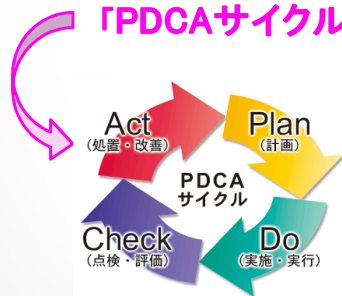 「PDCAサイクル
Act
(処置・改善)
Plan
(計画)
PDCA
サイクル
Check
(点検・評価)
Do
(実施・実行)